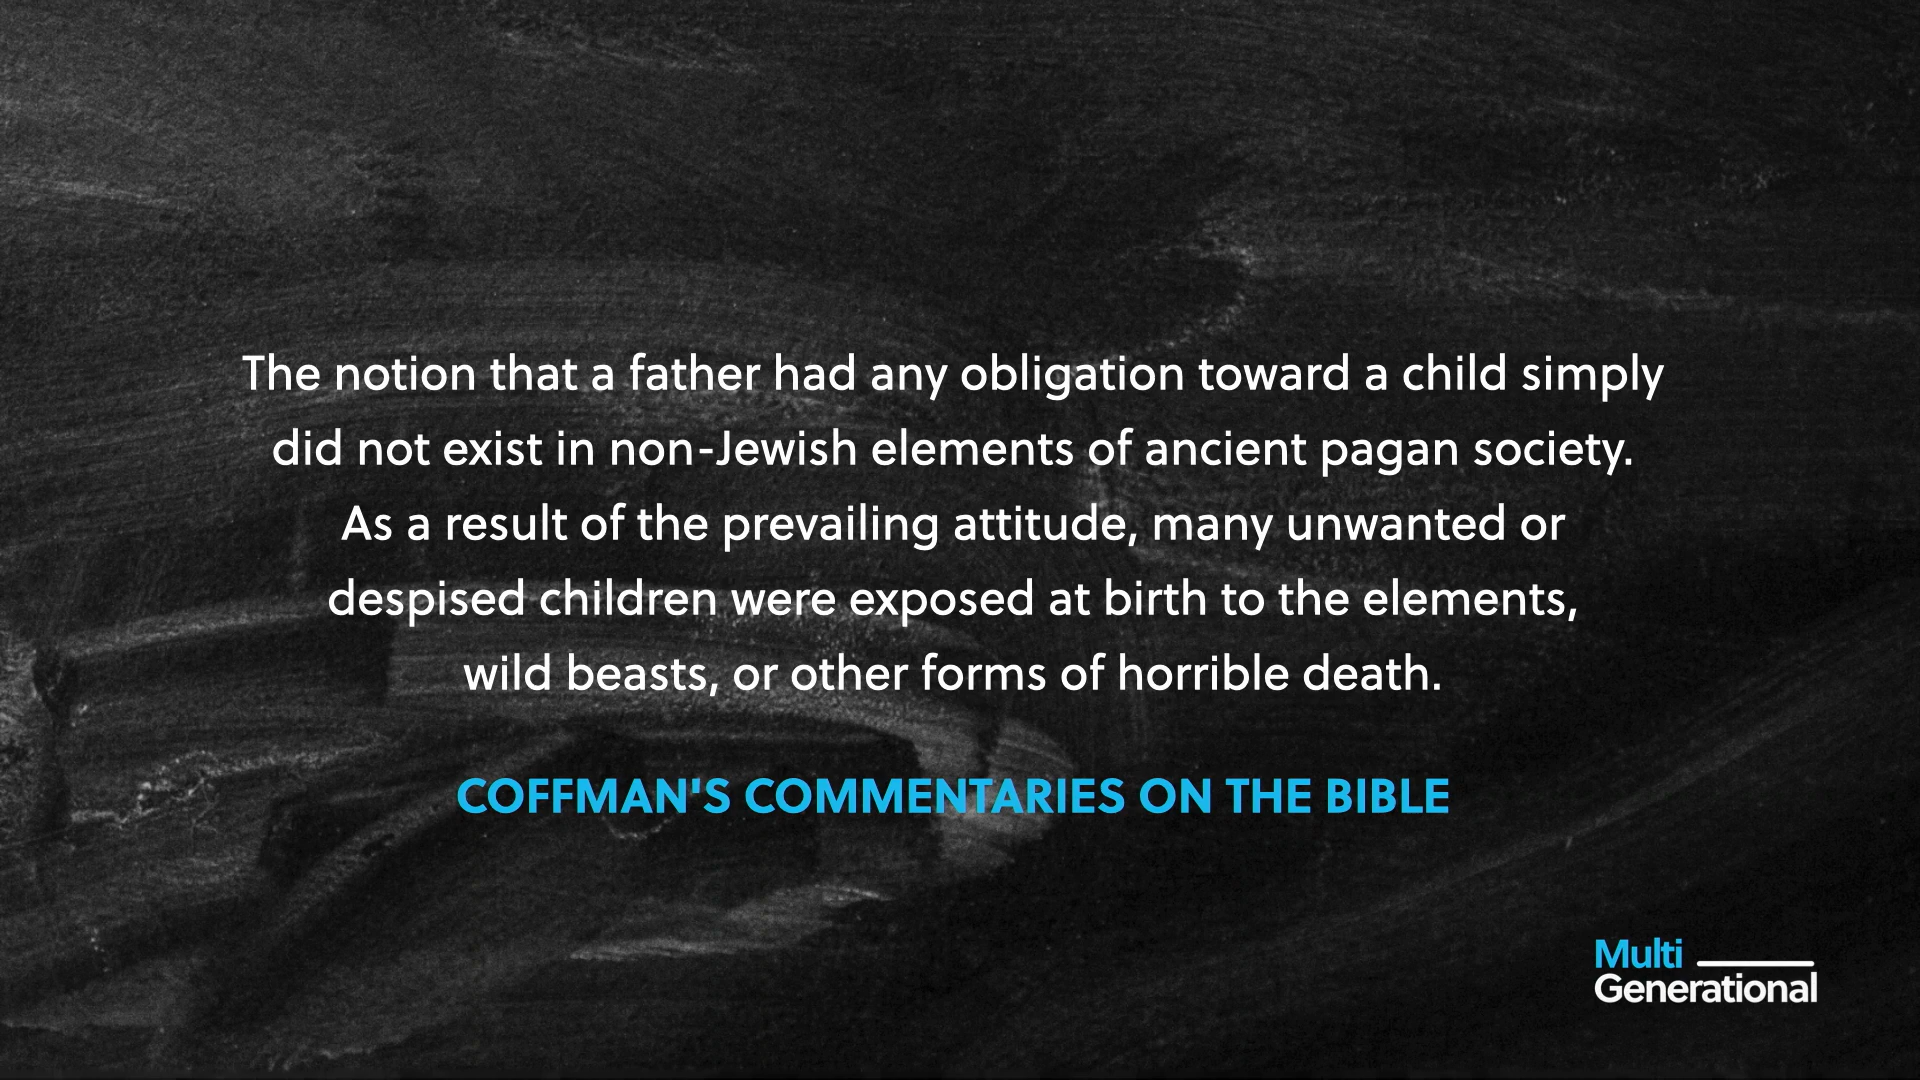 The notion that a father had any obligation toward a child simply
did not exist in non-Jewish elements of ancient pagan society.
As a result of the prevailing attitude, many unwanted or
despised children were exposed at birth to the elements,
wild beasts, or other forms of horrible death.
COFFMAN'S COMMENTARIES ON THE BIBLE
Multi
Generational